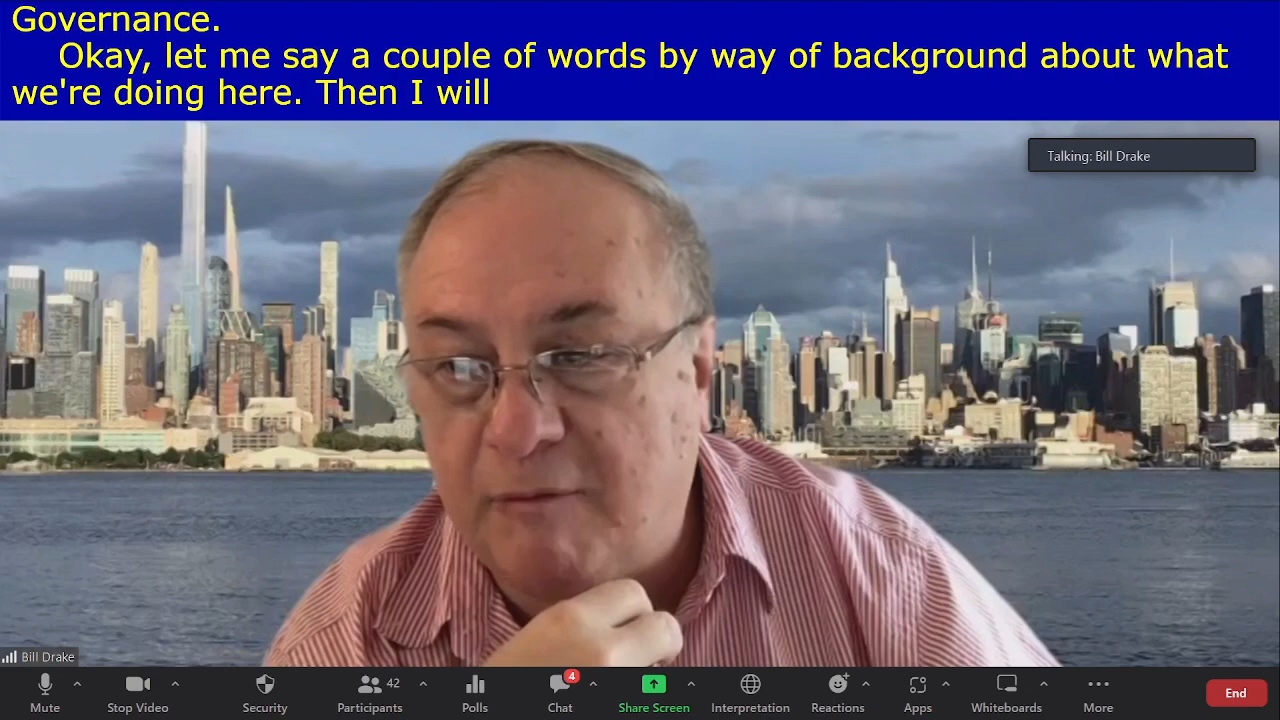 Governance.
Okay, let me say a couple of words by way of background about what
we're doing here. Then I will
Talking: Bill Drake
Bill Drake
Mute
Stop Video
Security
42
Participants
Polls
4
Chat
Share Screen
Interpretation
Reactions
Apps
Whiteboards
More
End